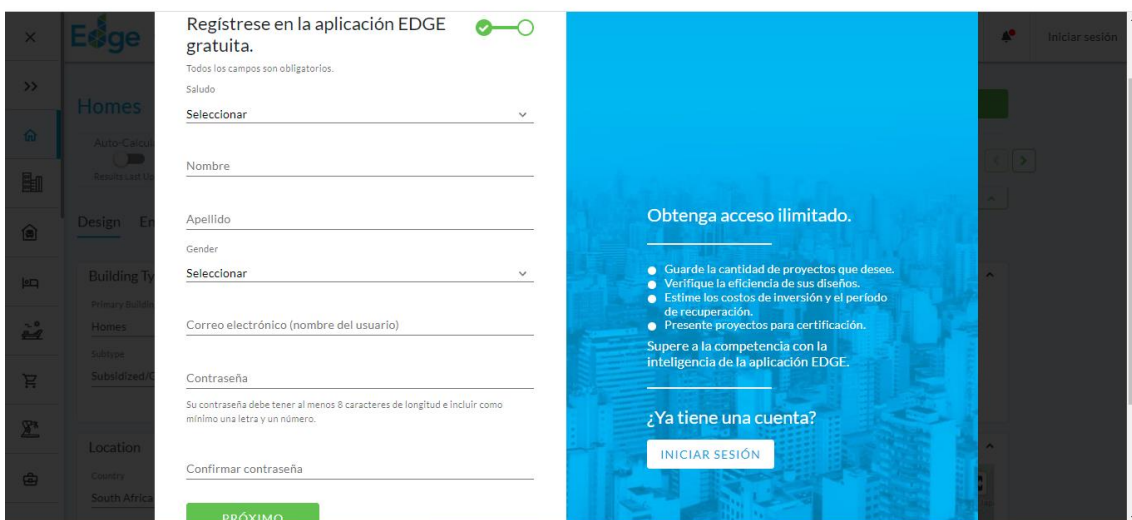 Edge
Iniciar sesión
Homes
Design
Building Ty
Homes
Subtype
Subsidized/C
Location
Country
South Africa
Regístrese en la aplicación EDGE
gratuita.
Todos los campos son obligatorios.
Saludo
Seleccionar
Nombre
Apellido
Gender
Seleccionar
Correo electrónico (nombre del usuario)
Contraseña
Su contraseña debe tener al menos 8 caracteres de longitud e incluir como
mínimo una letra y un número.
Confirmar contraseña
PRÓXIMO
Obtenga acceso ilimitado.
Guarde la cantidad de proyectos que desee.
Verifique la eficiencia de sus diseños.
Estime los costos de inversión y el período
de recuperación.
Presente proyectos para certificación.
Supere a la competencia con la
inteligencia de la aplicación EDGE.
¿Ya tiene una cuenta?
INICIAR SESIÓN